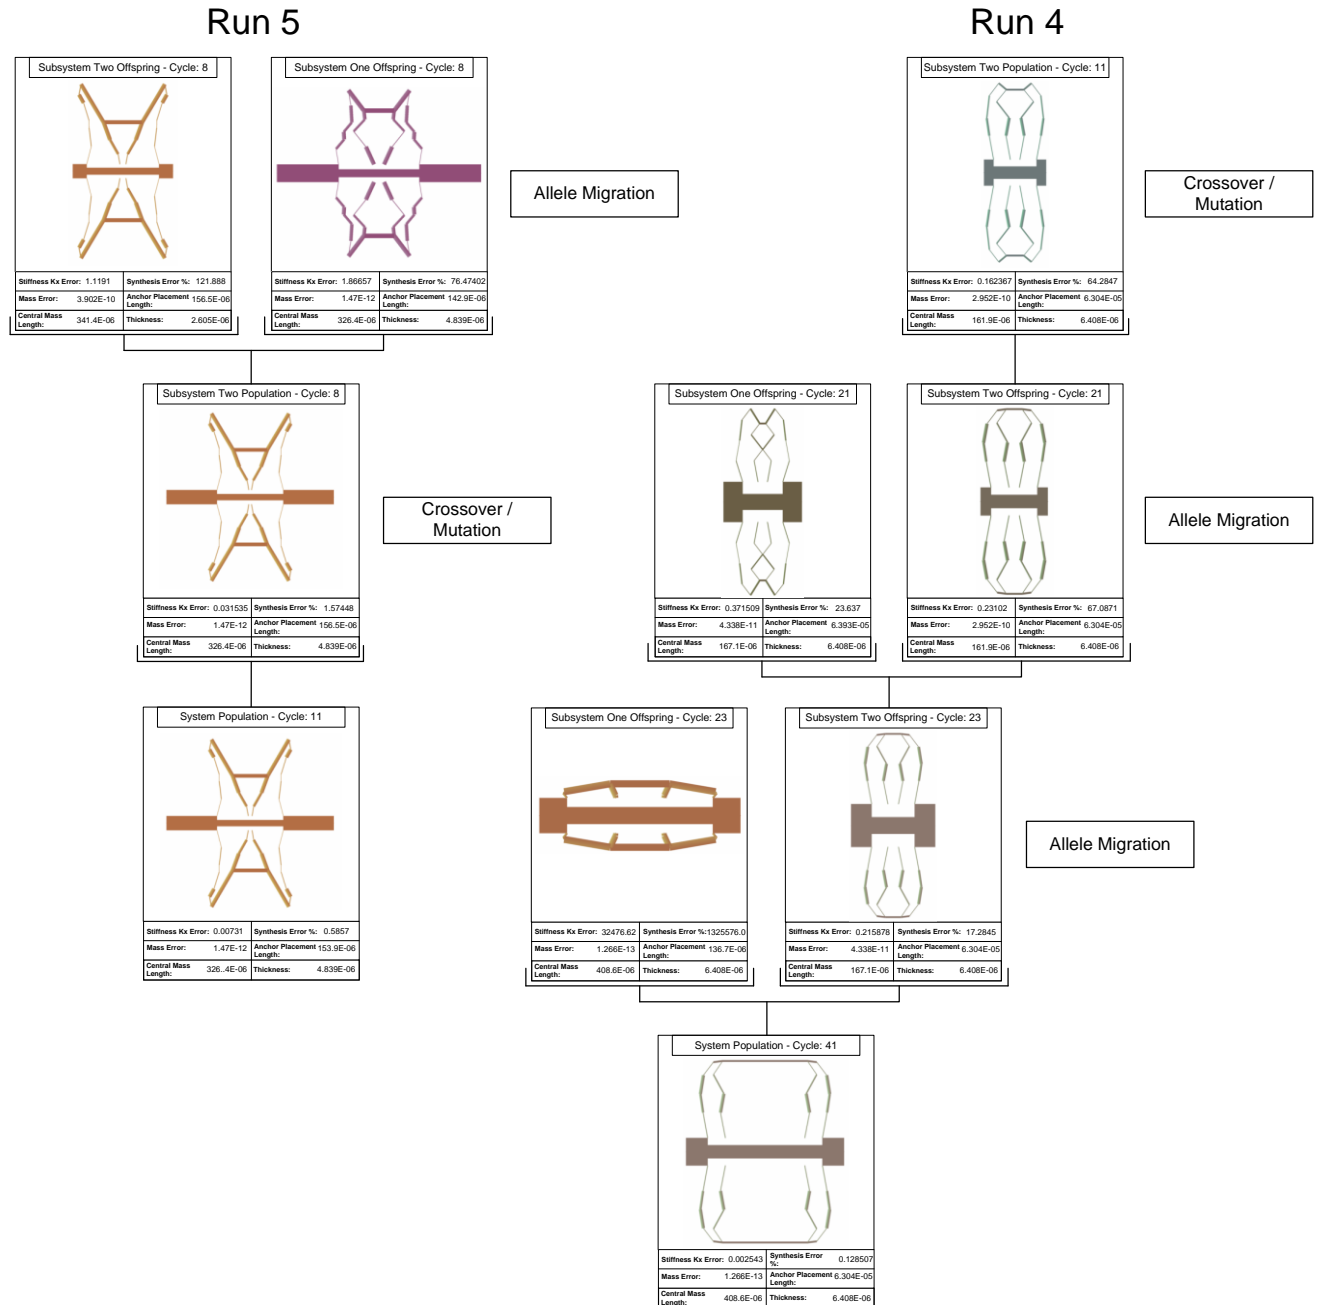 Run 5
Run 4
Subsystem Two Offspring - Cycle: 8
Stiffness Kx Error: 1.1191 Synthesis Error %: 121.888
Mass Error: 3.902E-10 Anchor Placement Length: 156.5E-06
Central Mass Length: 341.4E-06 Thickness: 2.605E-06
Subsystem One Offspring - Cycle: 8
Stiffness Kx Error: 1.86657 Synthesis Error %: 76.47402
Mass Error: 1.47E-12 Anchor Placement Length: 142.9E-06
Central Mass Length: 326.4E-06 Thickness: 4.839E-06
Allele Migration
Subsystem Two Population - Cycle: 11
Stiffness Kx Error: 0.162367 Synthesis Error %: 64.2847
Mass Error: 2.952E-10 Anchor Placement Length: 6.304E-05
Central Mass Length: 161.9E-06 Thickness: 6.408E-06
Crossover /
Mutation
Subsystem Two Population - Cycle: 8
Stiffness Kx Error: 0.031535 Synthesis Error %: 1.57448
Mass Error: 1.47E-12 Anchor Placement Length: 156.5E-06
Central Mass Length: 326.4E-06 Thickness: 4.839E-06
Crossover /
Mutation
Subsystem One Offspring - Cycle: 21
Stiffness Kx Error: 0.371509 Synthesis Error %: 23.637
Mass Error: 4.338E-11 Anchor Placement Length: 6.393E-05
Central Mass Length: 167.1E-06 Thickness: 6.408E-06
Subsystem Two Offspring - Cycle: 21
Stiffness Kx Error: 0.23102 Synthesis Error %: 67.0871
Mass Error: 2.952E-10 Anchor Placement Length: 6.304E-05
Central Mass Length: 161.9E-06 Thickness: 6.408E-06
Allele Migration
System Population - Cycle: 11
Stiffness Kx Error: 0.00731 Synthesis Error %: 0.5857
Mass Error: 1.47E-12 Anchor Placement Length: 153.9E-06
Central Mass Length: 326..4E-06 Thickness: 4.839E-06
Subsystem One Offspring - Cycle: 23
Stiffness Kx Error: 32476.62 Synthesis Error %:1325576.0
Mass Error: 1.266E-13 Anchor Placement Length: 136.7E-06
Central Mass Length: 408.6E-06 Thickness: 6.408E-06
Subsystem Two Offspring - Cycle: 23
Stiffness Kx Error: 0.215878 Synthesis Error %: 17.2845
Mass Error: 4.338E-11 Anchor Placement Length: 6.304E-05
Central Mass Length: 167.1E-06 Thickness: 6.408E-06
Allele Migration
System Population - Cycle: 41
Stiffness Kx Error: 0.002543 Synthesis Error %: 0.128507
Mass Error: 1.266E-13 Anchor Placement Length: 6.304E-05
Central Mass Length: 408.6E-06 Thickness: 6.408E-06